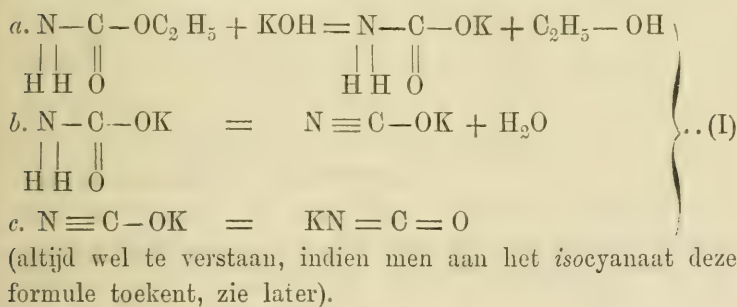 a. N—C—OC₂H₅ + KOH = N—C—OK + C₂H₅—OH
| | || | | ||
H H O H H O
b. N—C—OK = N≡C—OK + H₂O .. (I)
| | ||
H H O
c. N≡C—OK = KN=C=O
(altijd wel te verstaan, indien men aan het isocyanaat deze
formule toekent, zie later).